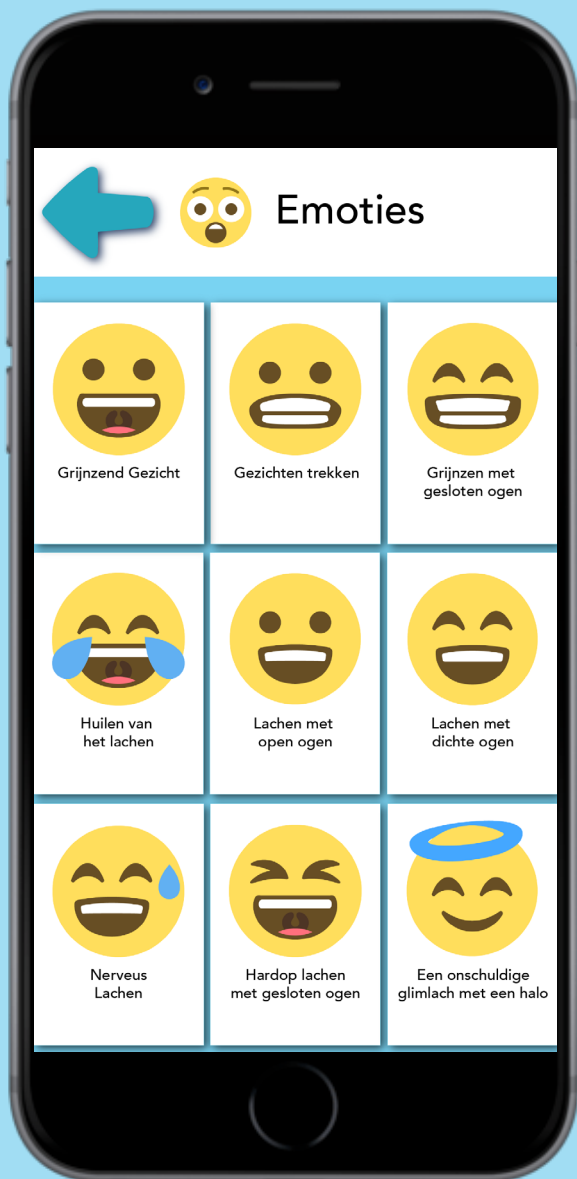 Emoties
Grijnzend Gezicht
Gezichten trekken
Grijnzen met
gesloten ogen
Huilen van
het lachen
Lachen met
open ogen
Lachen met
dichte ogen
Nerveus
Lachen
Hardop lachen
met gesloten ogen
Een onschuldige
glimlach met een halo